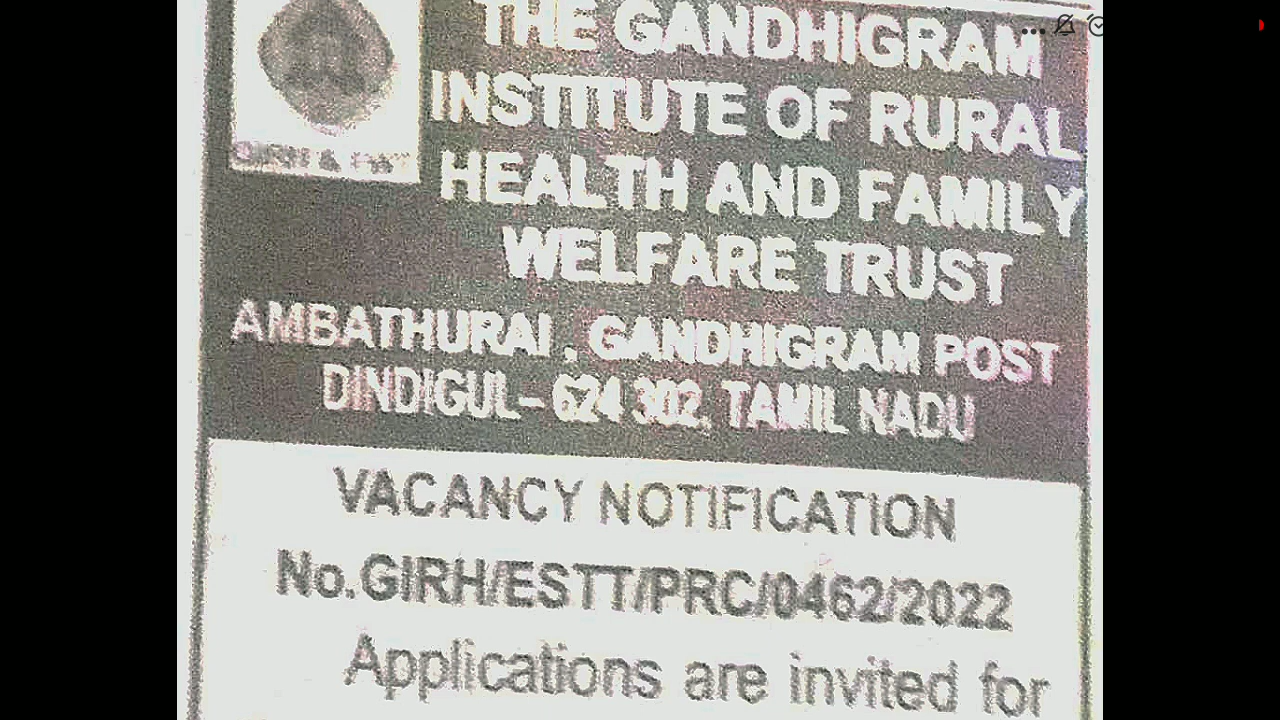 THE GANDHIGRAM
INSTITUTE OF RURAL
HEALTH AND FAMILY
WELFARE TRUST
AMBATHURAI , GANDHIGRAM POST
DINDIGUL- 624 302, TAMIL NADU
VACANCY NOTIFICATION
No.GIRH/ESTT/PRC/0462/2022
Applications are invited for